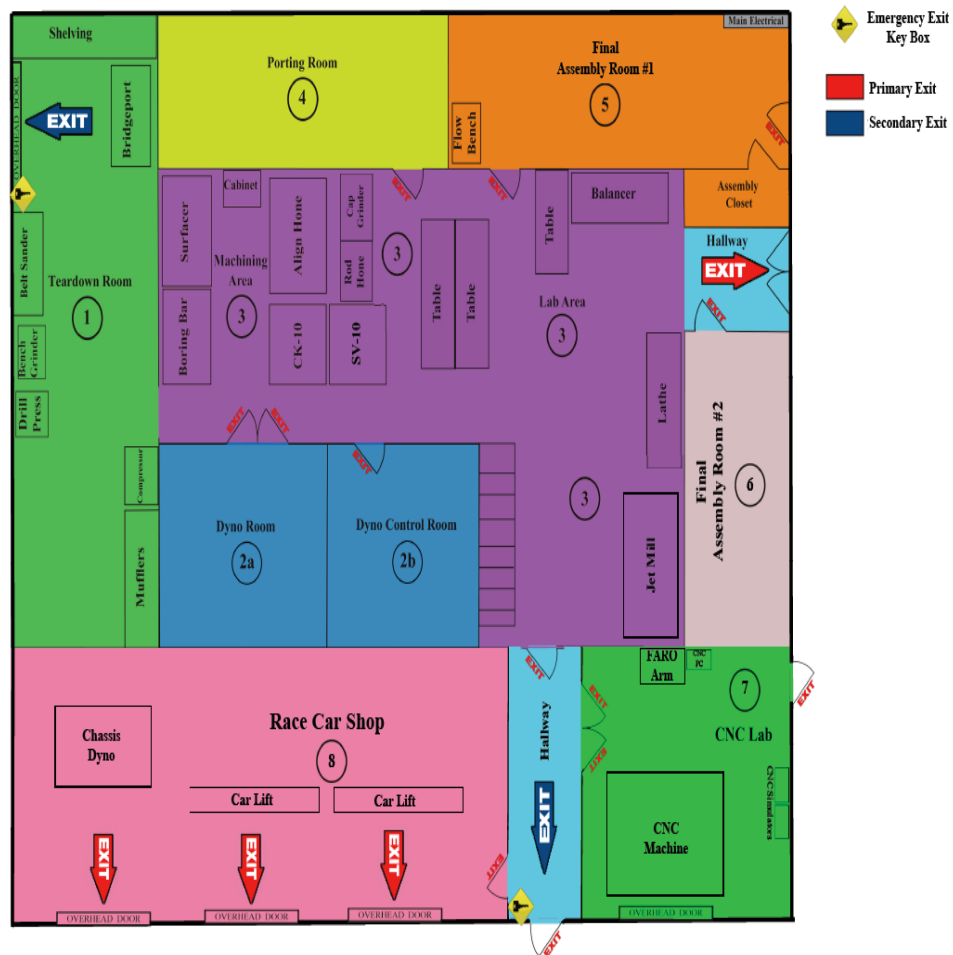 Emergency Exit
Key Box
Primary Exit
Secondary Exit
Main Electrical
Shelving
OVERHEAD DOOR
EXIT
Bridgeport
Belt Sander
Teardown Room
1
Bench
Grinder
Drill
Press
Compressor
Mufflers
Porting Room
4
EXIT
Final
Assembly Room #1
5
Flow
Bench
EXIT
EXIT
Assembly
Closet
Hallway
EXIT
EXIT
Surfacer
Cabinet
Align Hone
Cap
Grinder
Rod
Hone
3
Machining
Area
3
Boring Bar
CK-10
SV-10
Table
Table
Table
Balancer
Lab Area
3
Lathe
3
Jet Mill
EXIT
EXIT
EXIT
Dyno Room
2a
Dyno Control Room
2b
Final
Assembly Room #2
6
Race Car Shop
8
Chassis
Dyno
Car Lift
Car Lift
EXIT
EXIT
EXIT
OVERHEAD DOOR
OVERHEAD DOOR
OVERHEAD DOOR
EXIT
EXIT
Hallway
EXIT
EXIT
EXIT
EXIT
FARO
Arm
CNC
PC
7
CNC Lab
EXIT
CNC Simulators
CNC
Machine
OVERHEAD DOOR